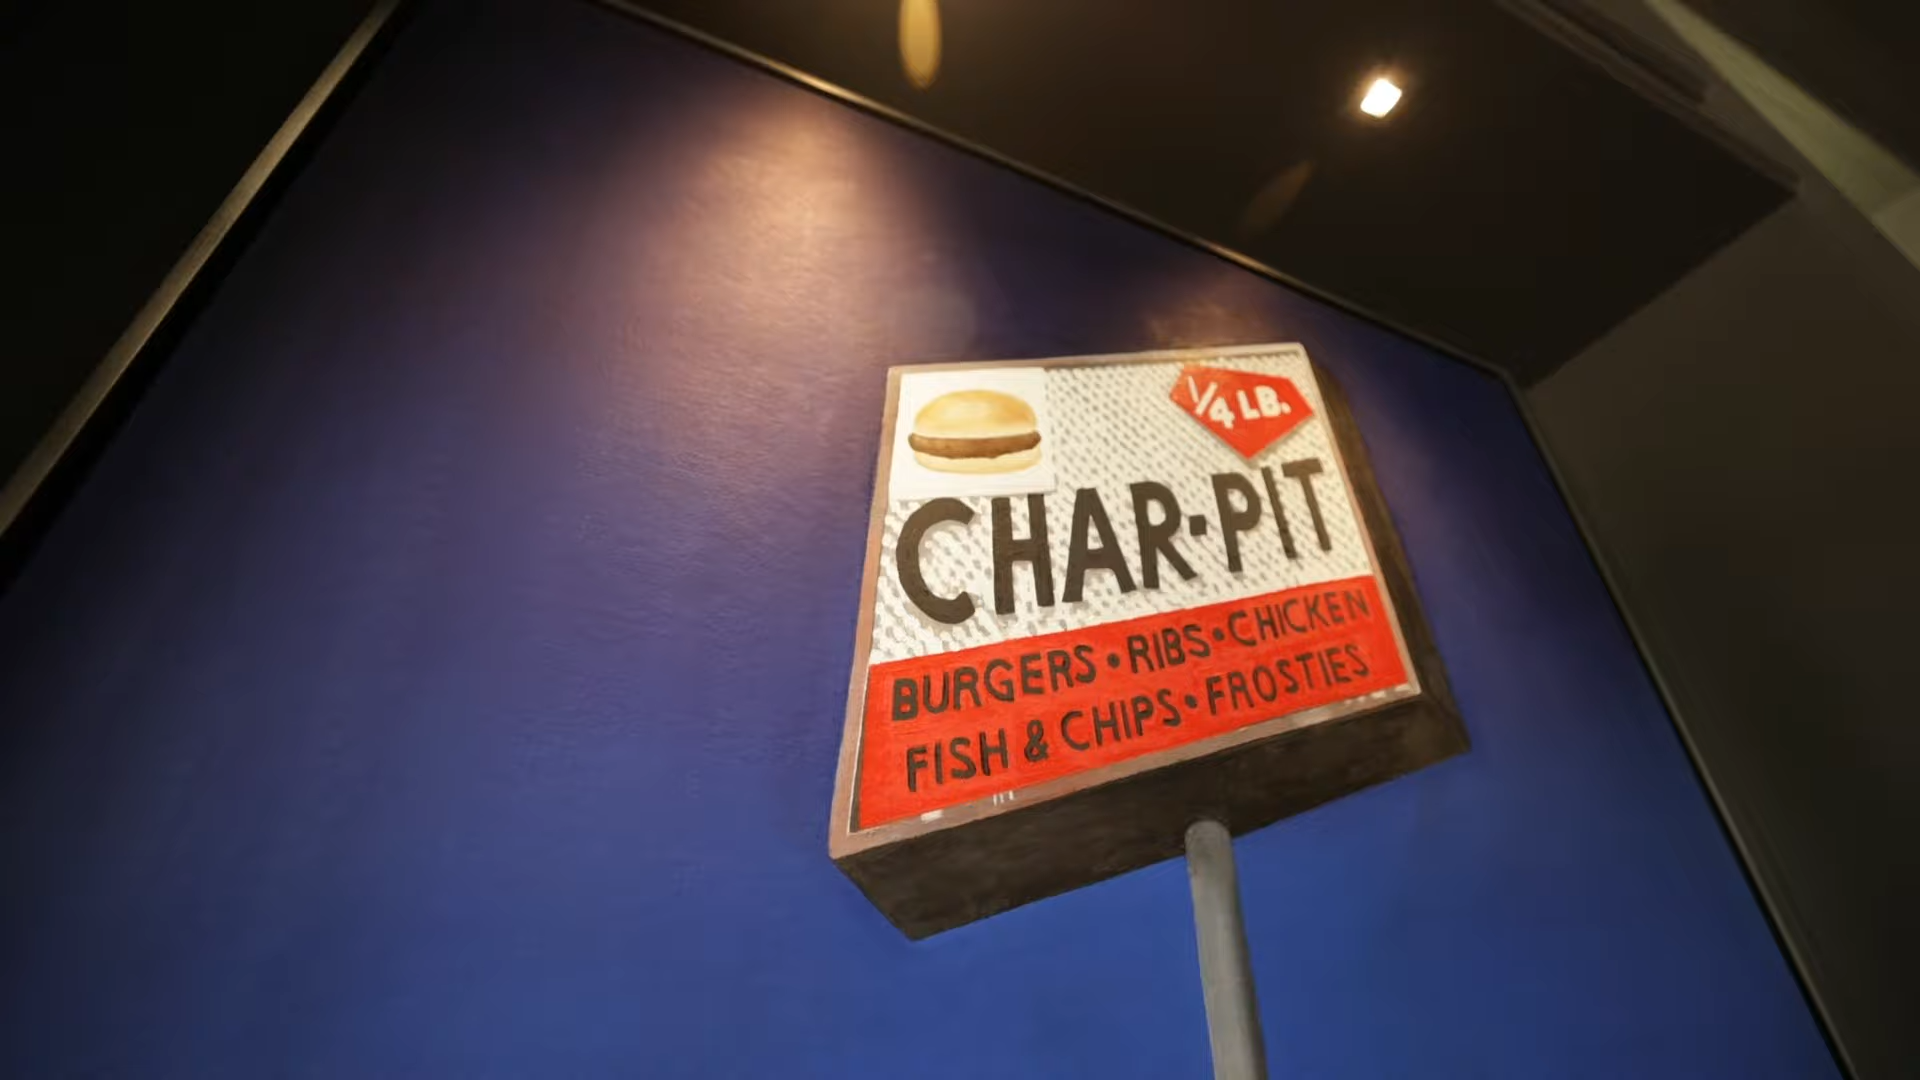 1/4 LB.
CHAR-PIT
BURGERS • RIBS • CHICKEN
FISH & CHIPS • FROSTIES